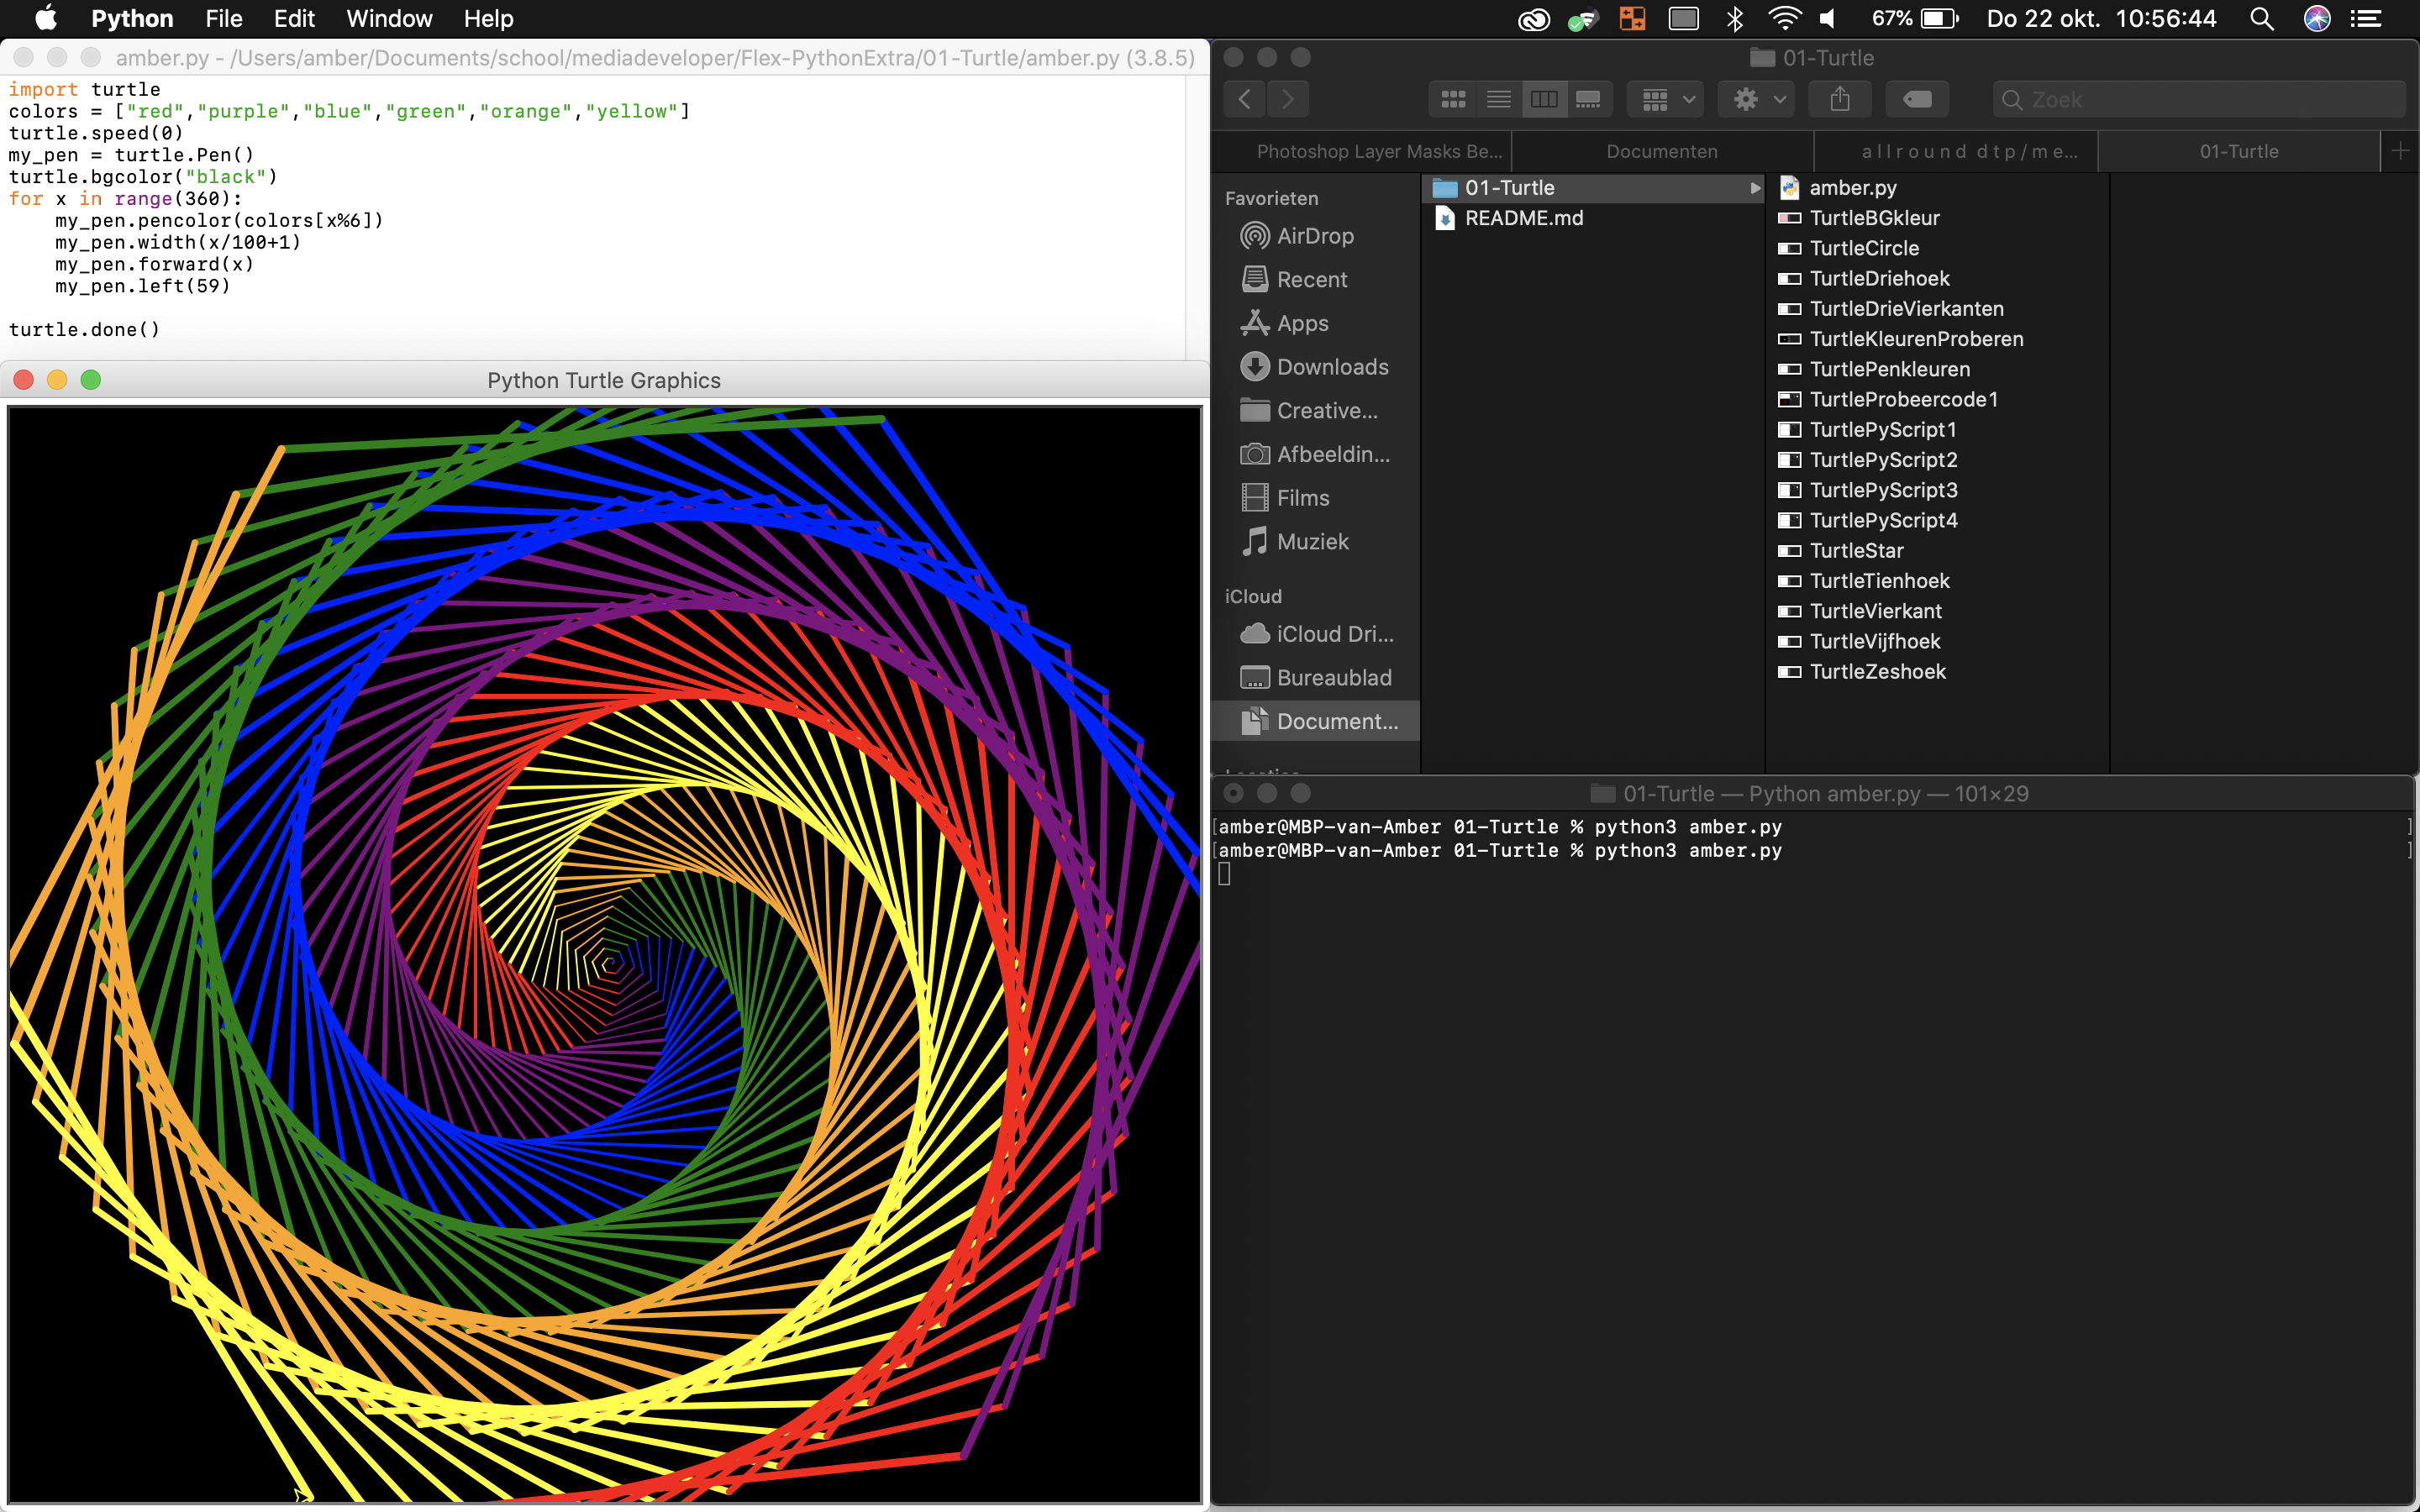 Python File Edit Window Help 67% Do 22 okt. 10:56:44
amber.py - /Users/amber/Documents/school/mediadeveloper/Flex-PythonExtra/01-Turtle/amber.py (3.8.5)
import turtle
colors = ["red","purple","blue","green","orange","yellow"]
turtle.speed(0)
my_pen = turtle.Pen()
turtle.bgcolor("black")
for x in range(360):
    my_pen.pencolor(colors[x%6])
    my_pen.width(x/100+1)
    my_pen.forward(x)
    my_pen.left(59)
turtle.done()
Python Turtle Graphics
01-Turtle
Zoek
Photoshop Layer Masks Be... Documenten allround dtp/me... 01-Turtle
Favorieten
AirDrop
Recent
Apps
Downloads
Creative...
Afbeeldin...
Films
Muziek
iCloud
iCloud Dri...
Bureaublad
Document...
01-Turtle
README.md
amber.py
TurtleBGkleur
TurtleCircle
TurtleDriehoek
TurtleDrieVierkanten
TurtleKleurenProberen
TurtlePenkleuren
TurtleProbeercode1
TurtlePyScript1
TurtlePyScript2
TurtlePyScript3
TurtlePyScript4
TurtleStar
TurtleTienhoek
TurtleVierkant
TurtleVijfhoek
TurtleZeshoek
01-Turtle — Python amber.py — 101×29
[amber@MBP-van-Amber 01-Turtle % python3 amber.py ]
[amber@MBP-van-Amber 01-Turtle % python3 amber.py ]